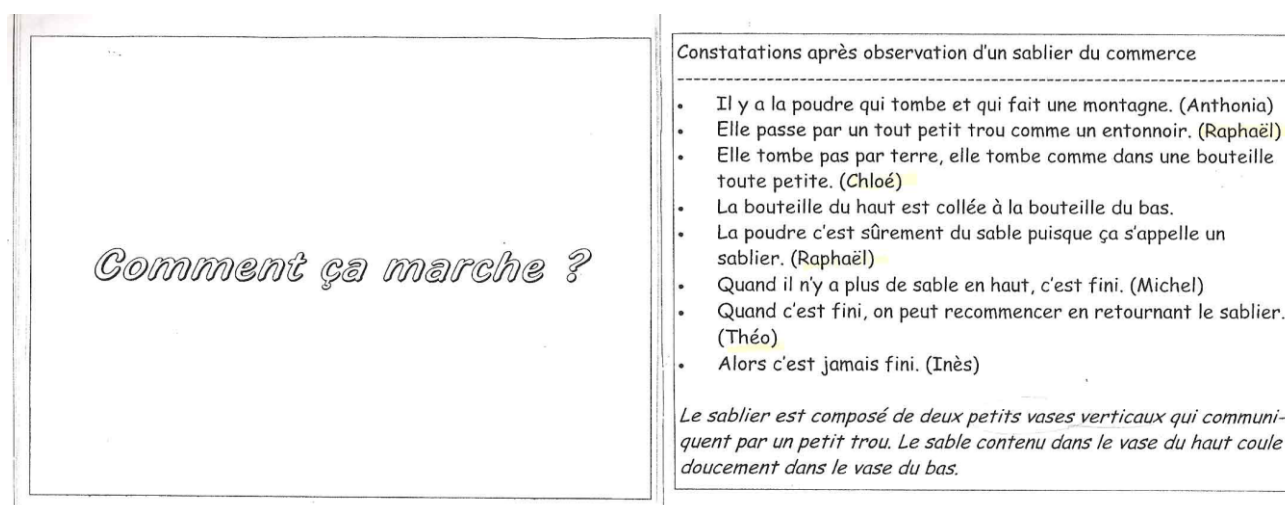 Comment ça marche ?
Constatations après observation d'un sablier du commerce
• Il y a la poudre qui tombe et qui fait une montagne. (Anthonia)
• Elle passe par un tout petit trou comme un entonnoir. (Raphaël)
• Elle tombe pas par terre, elle tombe comme dans une bouteille
toute petite. (Chloé)
• La bouteille du haut est collée à la bouteille du bas.
• La poudre c'est sûrement du sable puisque ça s'appelle un
sablier. (Raphaël)
• Quand il n'y a plus de sable en haut, c'est fini. (Michel)
• Quand c'est fini, on peut recommencer en retournant le sablier.
(Théo)
• Alors c'est jamais fini. (Inès)
Le sablier est composé de deux petits vases verticaux qui communi-
quent par un petit trou. Le sable contenu dans le vase du haut coule
doucement dans le vase du bas.